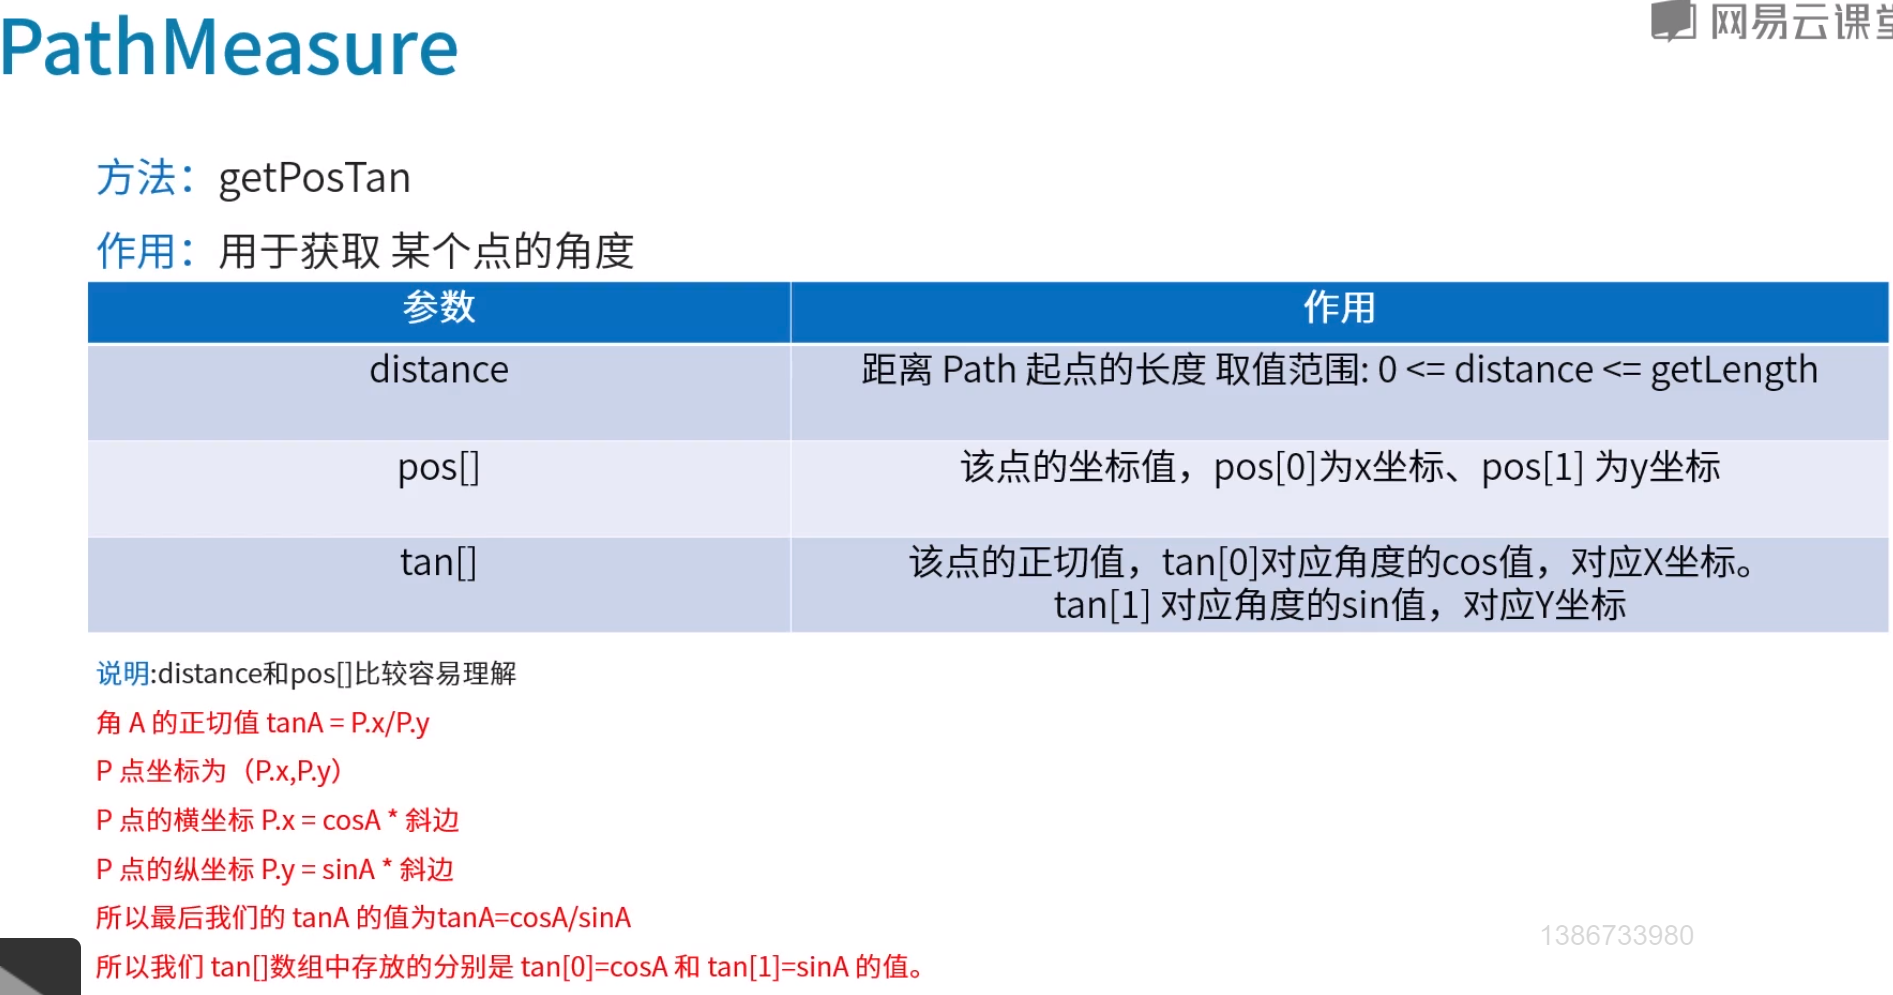 PathMeasure
网易云课堂
方法：getPosTan
作用：用于获取 某个点的角度
参数 作用
distance 距离 Path 起点的长度 取值范围: 0 <= distance <= getLength
pos[] 该点的坐标值，pos[0]为x坐标、pos[1] 为y坐标
tan[] 该点的正切值，tan[0]对应角度的cos值，对应X坐标。
tan[1] 对应角度的sin值，对应Y坐标
说明:distance和pos[]比较容易理解
角 A 的正切值 tanA = P.x/P.y
P 点坐标为（P.x,P.y）
P 点的横坐标 P.x = cosA * 斜边
P 点的纵坐标 P.y = sinA * 斜边
所以最后我们的 tanA 的值为tanA=cosA/sinA
所以我们 tan[]数组中存放的分别是 tan[0]=cosA 和 tan[1]=sinA 的值。
1386733980